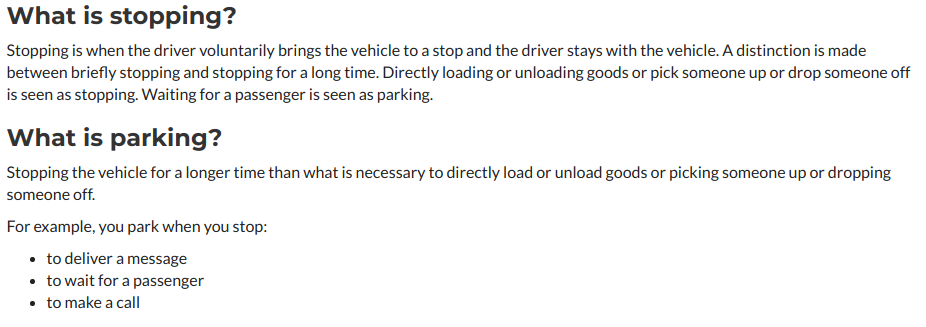 What is stopping?
Stopping is when the driver voluntarily brings the vehicle to a stop and the driver stays with the vehicle. A distinction is made
between briefly stopping and stopping for a long time. Directly loading or unloading goods or pick someone up or drop someone off
is seen as stopping. Waiting for a passenger is seen as parking.
What is parking?
Stopping the vehicle for a longer time than what is necessary to directly load or unload goods or picking someone up or dropping
someone off.
For example, you park when you stop:
• to deliver a message
• to wait for a passenger
• to make a call